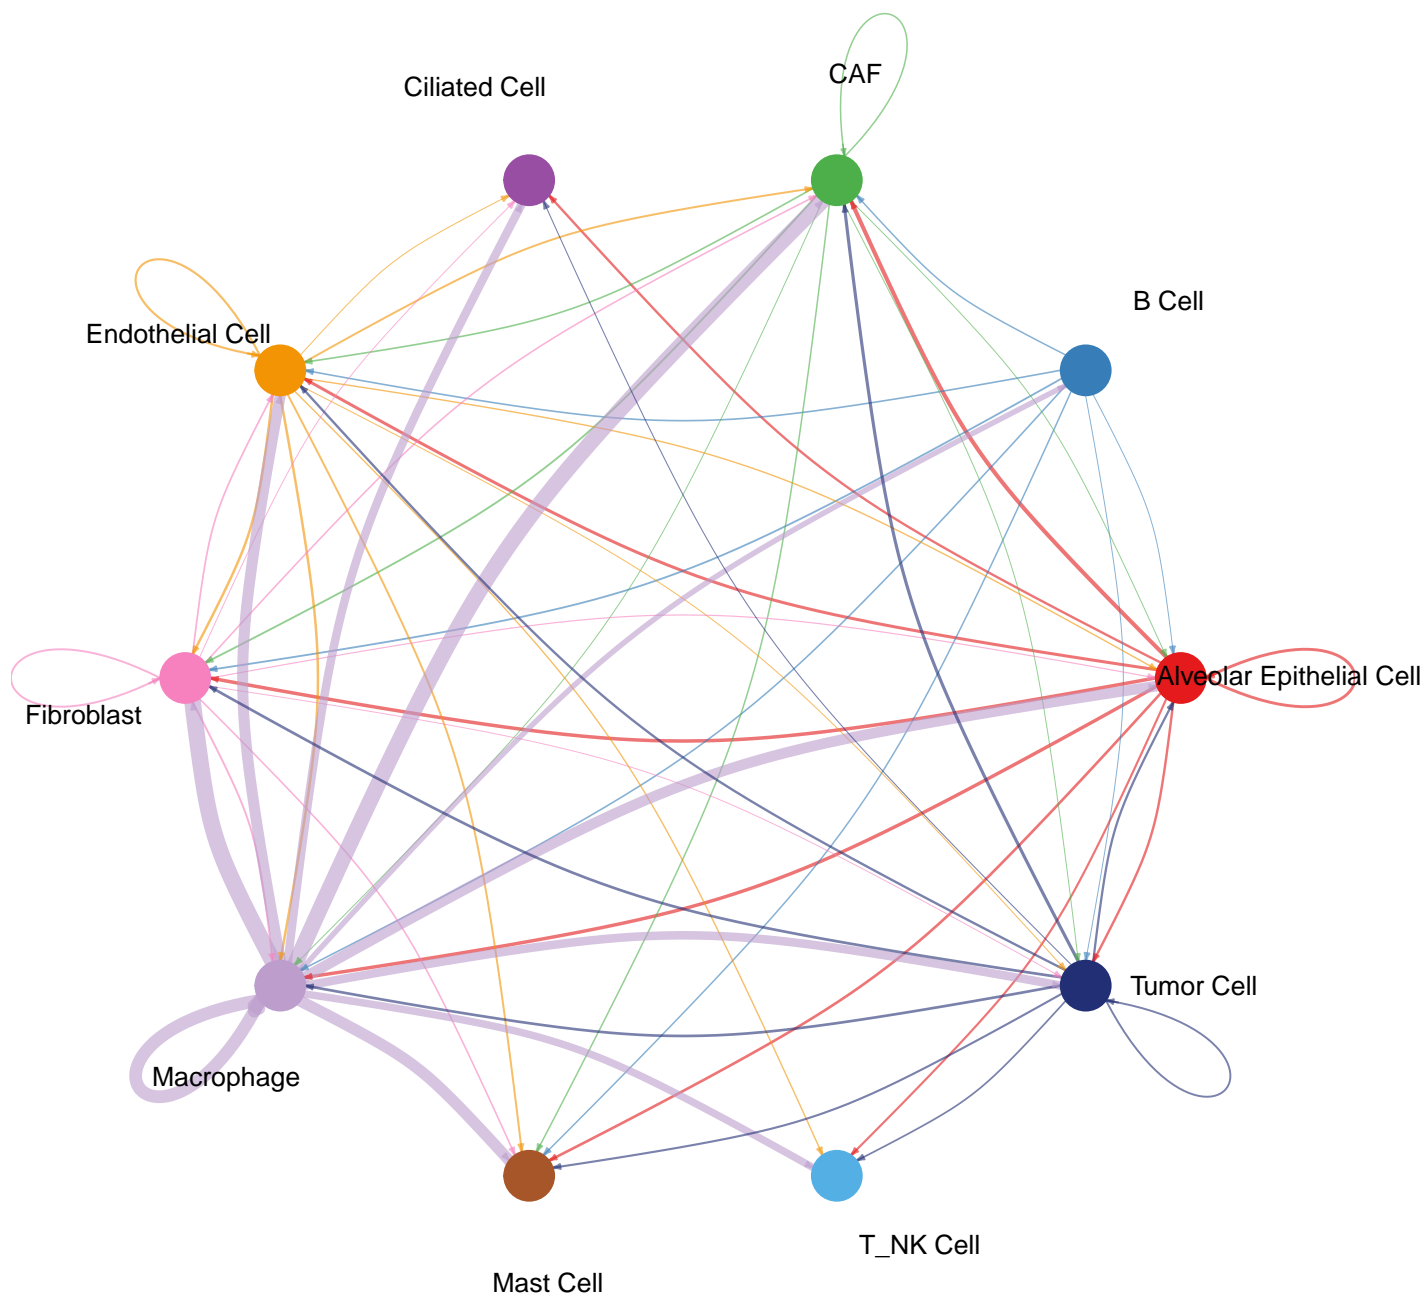 CAF
Ciliated Cell
B Cell
Endothelial Cell
Alveolar Epithelial Cell
Fibroblast
Tumor Cell
Macrophage
T_NK Cell
Mast Cell